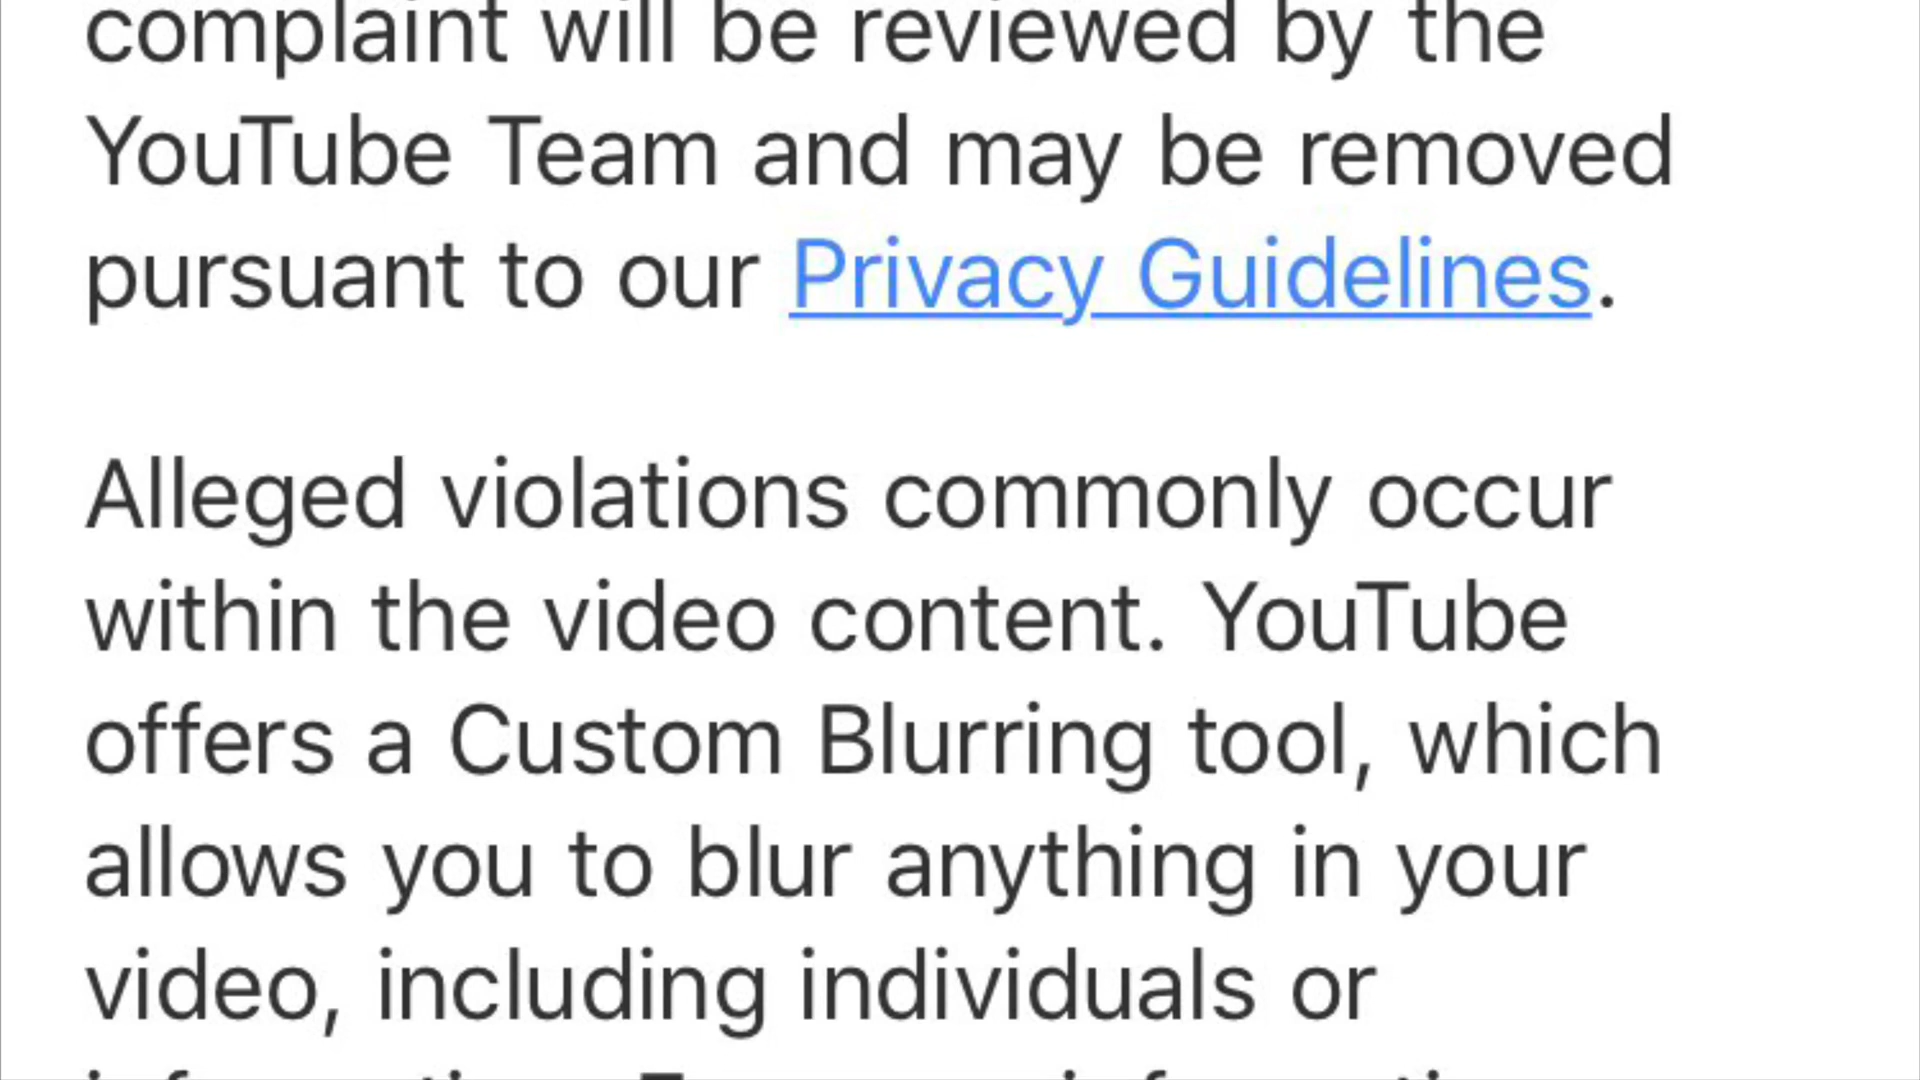 complaint will be reviewed by the
YouTube Team and may be removed
pursuant to our Privacy Guidelines.
Alleged violations commonly occur
within the video content. YouTube
offers a Custom Blurring tool, which
allows you to blur anything in your
video, including individuals or